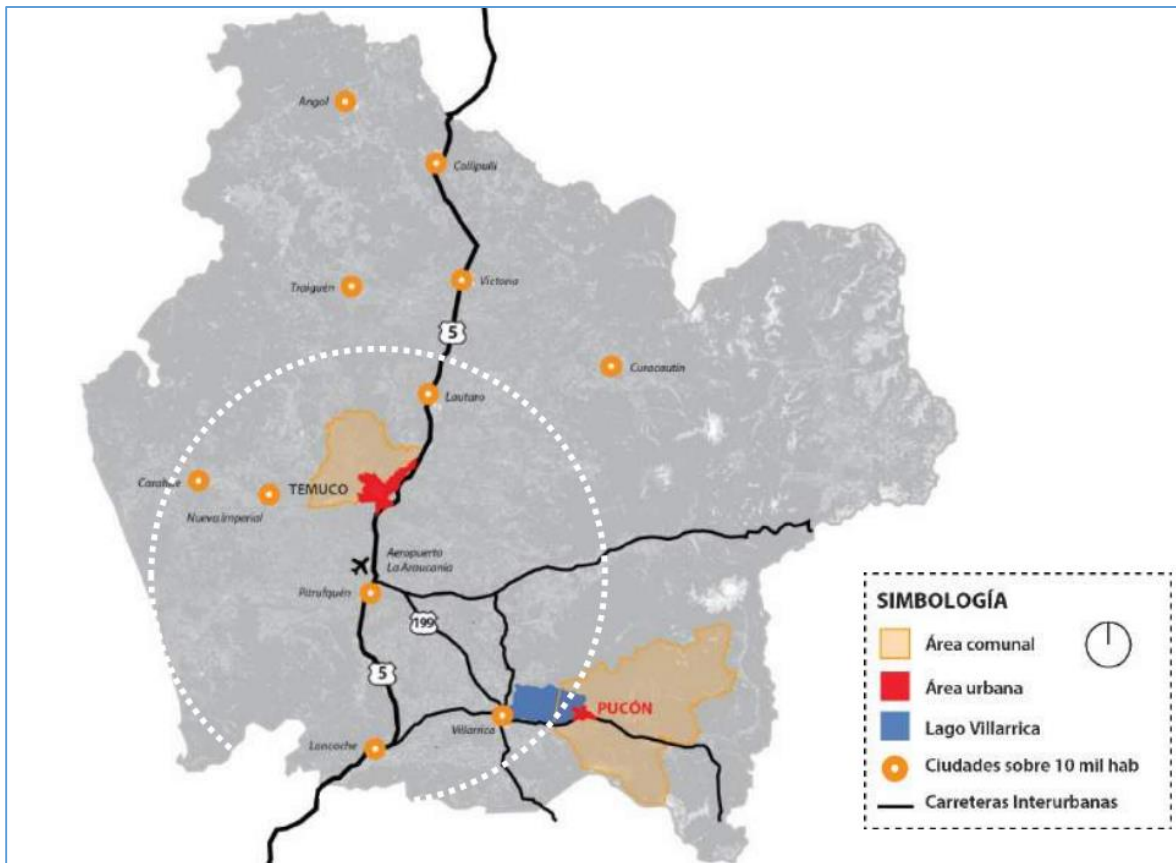 Angol
Collipulli
Traiguén
Victoria
5
Curacautín
Lautaro
Carahue
TEMUCO
Nueva Imperial
Aeropuerto
La Araucanía
Pitrufquén
199
5
PUCÓN
Villarrica
Loncoche
SIMBOLOGÍA
Área comunal
Área urbana
Lago Villarrica
Ciudades sobre 10 mil hab
Carreteras Interurbanas